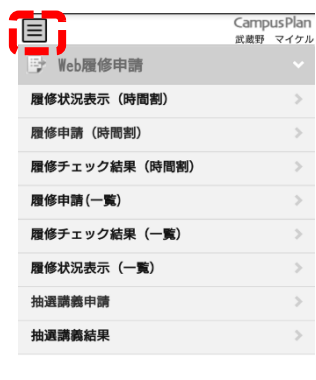 CampusPlan
武蔵野 マイケル
Web履修申請
履修状況表示（時間割）
履修申請（時間割）
履修チェック結果（時間割）
履修申請(一覧)
履修チェック結果（一覧）
履修状況表示（一覧）
抽選講義申請
抽選講義結果